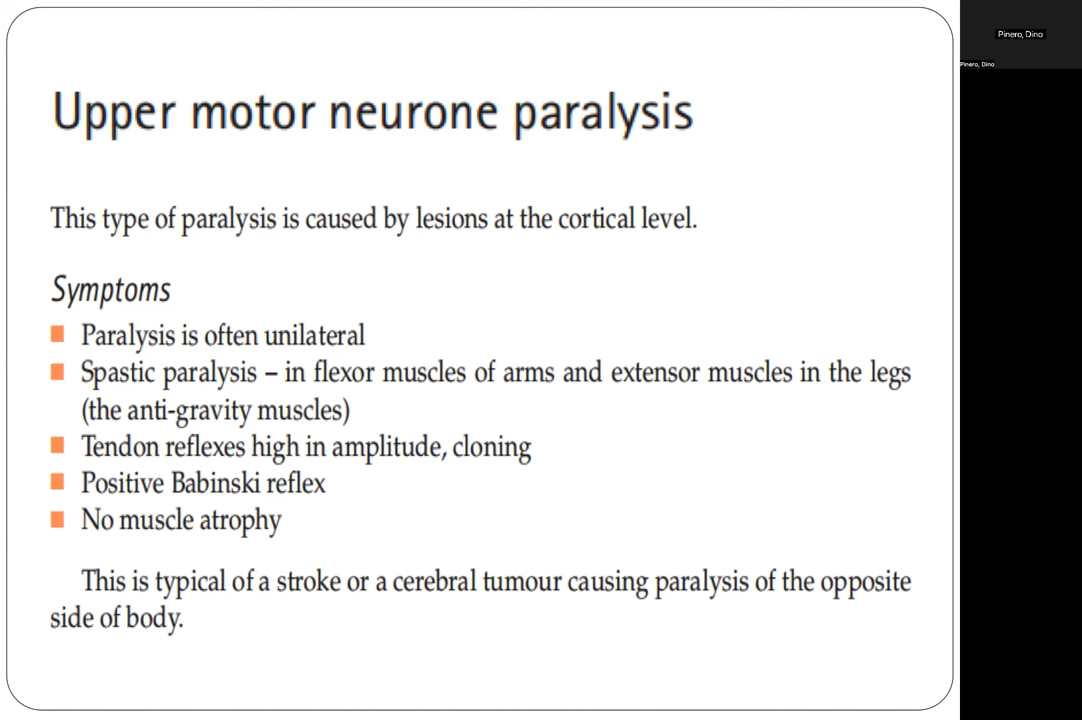 Upper motor neurone paralysis
This type of paralysis is caused by lesions at the cortical level.
Symptoms
Paralysis is often unilateral
Spastic paralysis – in flexor muscles of arms and extensor muscles in the legs
(the anti-gravity muscles)
Tendon reflexes high in amplitude, cloning
Positive Babinski reflex
No muscle atrophy
This is typical of a stroke or a cerebral tumour causing paralysis of the opposite
side of body.
Pinero, Dino
Pinero, Dino